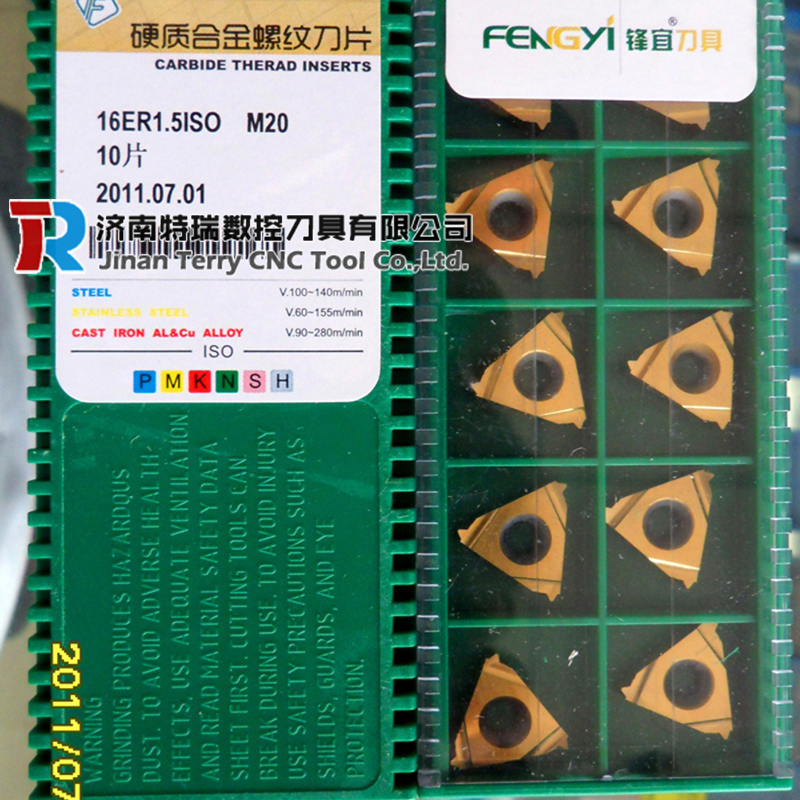 硬质合金螺纹刀片
CARBIDE THERAD INSERTS
FENGYi® 锋宜刀具
16ER1.5ISO M20
10片
2011.07.01
TR
济南特瑞数控刀具有限公司
Jinan Terry CNC Tool Co.,Ltd.
STEEL V.100~140m/min
STAINLESS STEEL V.60~155m/min
CAST IRON AL&Cu ALLOY V.90~280m/min
ISO
P M K N S H
WARNING
GRINDING PRODUCES HAZARDQUS
DUST. TO AVOID ADVERSE HEALTH
EFFECTS, USE ADEQUATE VENTILATION
AND READ MATERIAL SAFETY DATA
SHEET FIRST. CUTTING TOOLS CAN
BREAK DURING USE. TO AVOID INJURY
USE SAFETY PRECAUTIONS SUCH AS
SHIELDS, GUARDS, AND EYE
PROTECTION.
2011/07